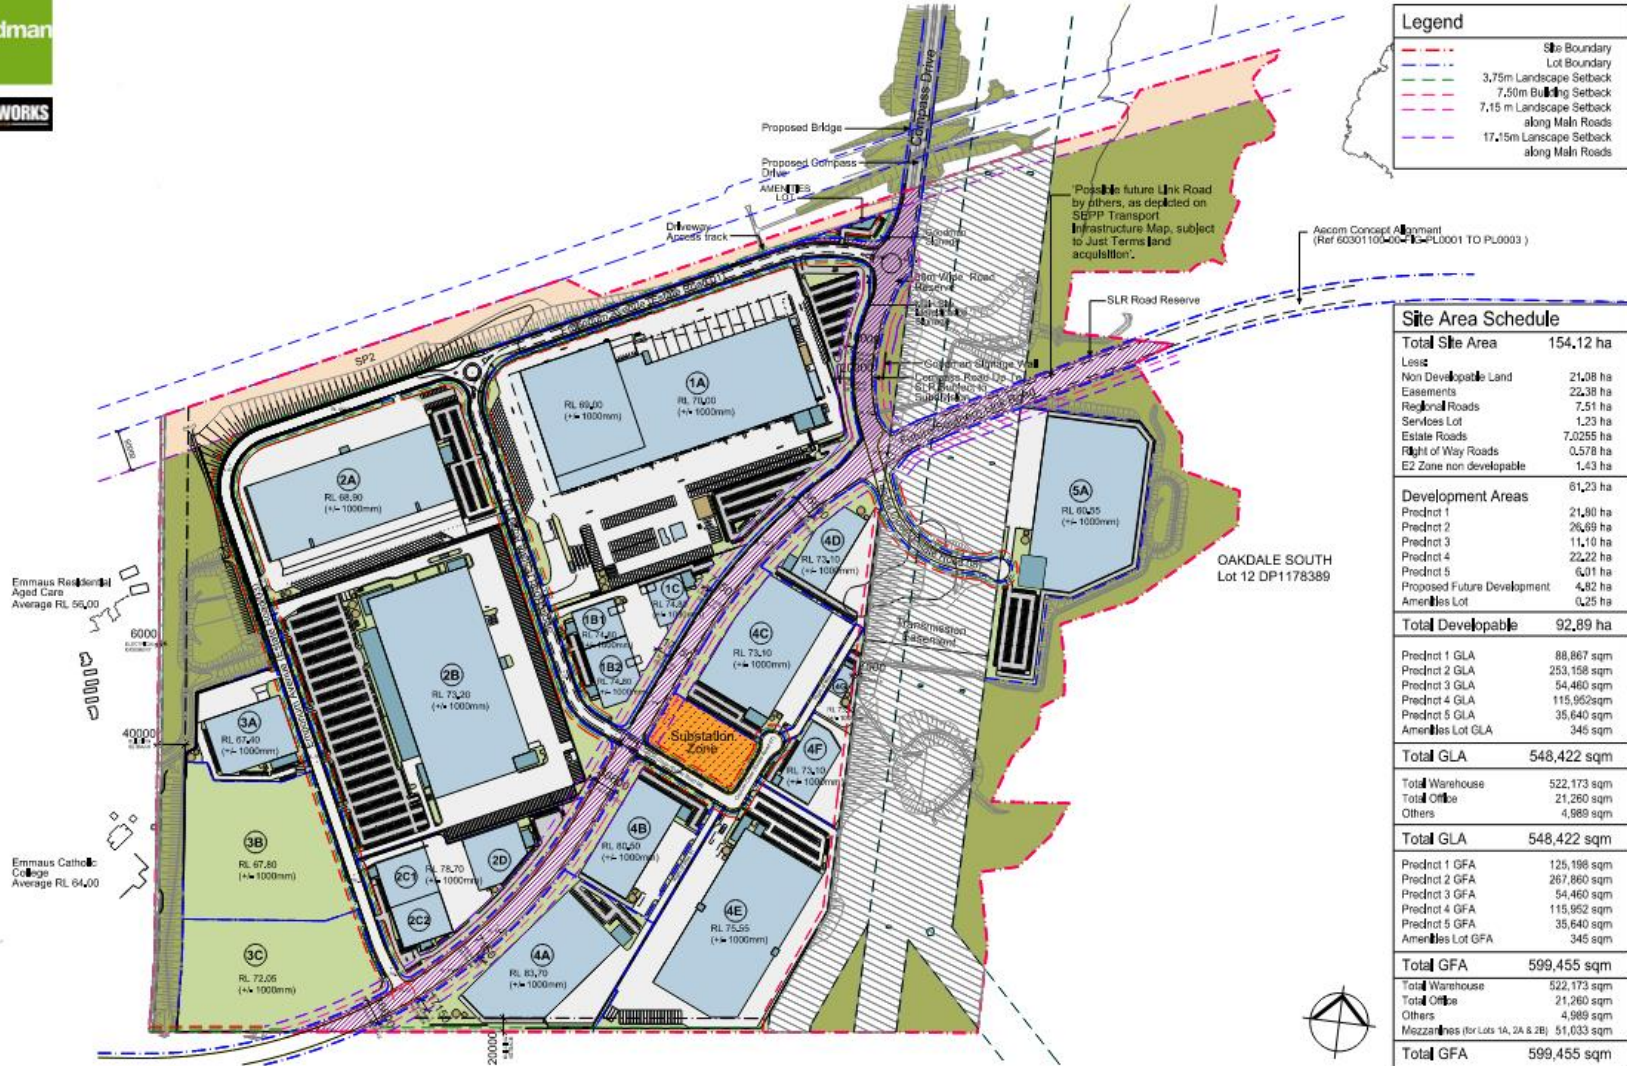 dman
WORKS
Compass Drive
Proposed Bridge
Proposed Compass
Drive
AMENITIES
LOT
Driveway
Access track
'Possible future Link Road
by others, as depicted on
SEPP Transport
Infrastructure Map, subject
to Just Terms land
acquisition'.
Aecom Concept Alignment
(Ref 60301100-00-FIG-PL0001 TO PL0003 )
SLR Road Reserve
Goodman Signage Wall
SP2
1A
RL 70.00
(+/- 1000mm)
RL 69.00
(+/- 1000mm)
2A
RL 68.90
(+/- 1000mm)
5A
(+/- 1000mm)
4D
RL 73.10
OAKDALE SOUTH
Lot 12 DP1178389
Emmaus Residential
Aged Care
Average RL 56.00
6000
1C
1B1
1B2
4C
RL 73.10
(+/- 1000mm)
Transmission
Easement
2B
RL 73.20
(+/- 1000mm)
3A
RL 67.40
(+/- 1000mm)
40000
Substation
Zone
4F
RL 73.10
(+/- 1000mm)
4B
RL 80.50
(+/- 1000mm)
3B
RL 67.80
(+/- 1000mm)
Emmaus Catholic
College
Average RL 64.00
2D
2C1
RL 78.70
(+/- 1000mm)
2C2
4E
RL 75.55
(+/- 1000mm)
3C
RL 72.05
(+/- 1000mm)
4A
RL 83.70
(+/- 1000mm)
20000
Legend
Site Boundary
Lot Boundary
3.75m Landscape Setback
7.50m Building Setback
7.15 m Landscape Setback
along Main Roads
17.15m Lanscape Setback
along Main Roads
Site Area Schedule
Total Site Area 154.12 ha
Less:
Non Developable Land 21.08 ha
Easements 22.38 ha
Regional Roads 7.51 ha
Services Lot 1.23 ha
Estate Roads 7.0255 ha
Right of Way Roads 0.578 ha
E2 Zone non developable 1.43 ha
61.23 ha
Development Areas
Precinct 1 21.80 ha
Precinct 2 26.69 ha
Precinct 3 11.10 ha
Precinct 4 22.22 ha
Precinct 5 6.01 ha
Proposed Future Development 4.82 ha
Amenities Lot 0.25 ha
Total Developable 92.89 ha
Precinct 1 GLA 88,867 sqm
Precinct 2 GLA 253,158 sqm
Precinct 3 GLA 54,460 sqm
Precinct 4 GLA 115,952sqm
Precinct 5 GLA 35,640 sqm
Amenities Lot GLA 345 sqm
Total GLA 548,422 sqm
Total Warehouse 522,173 sqm
Total Office 21,260 sqm
Others 4,989 sqm
Total GLA 548,422 sqm
Precinct 1 GFA 125,198 sqm
Precinct 2 GFA 267,860 sqm
Precinct 3 GFA 54,460 sqm
Precinct 4 GFA 115,952 sqm
Precinct 5 GFA 35,640 sqm
Amenities Lot GFA 345 sqm
Total GFA 599,455 sqm
Total Warehouse 522,173 sqm
Total Office 21,260 sqm
Others 4,989 sqm
Mezzanines (for Lots 1A, 2A & 2B) 51,033 sqm
Total GFA 599,455 sqm